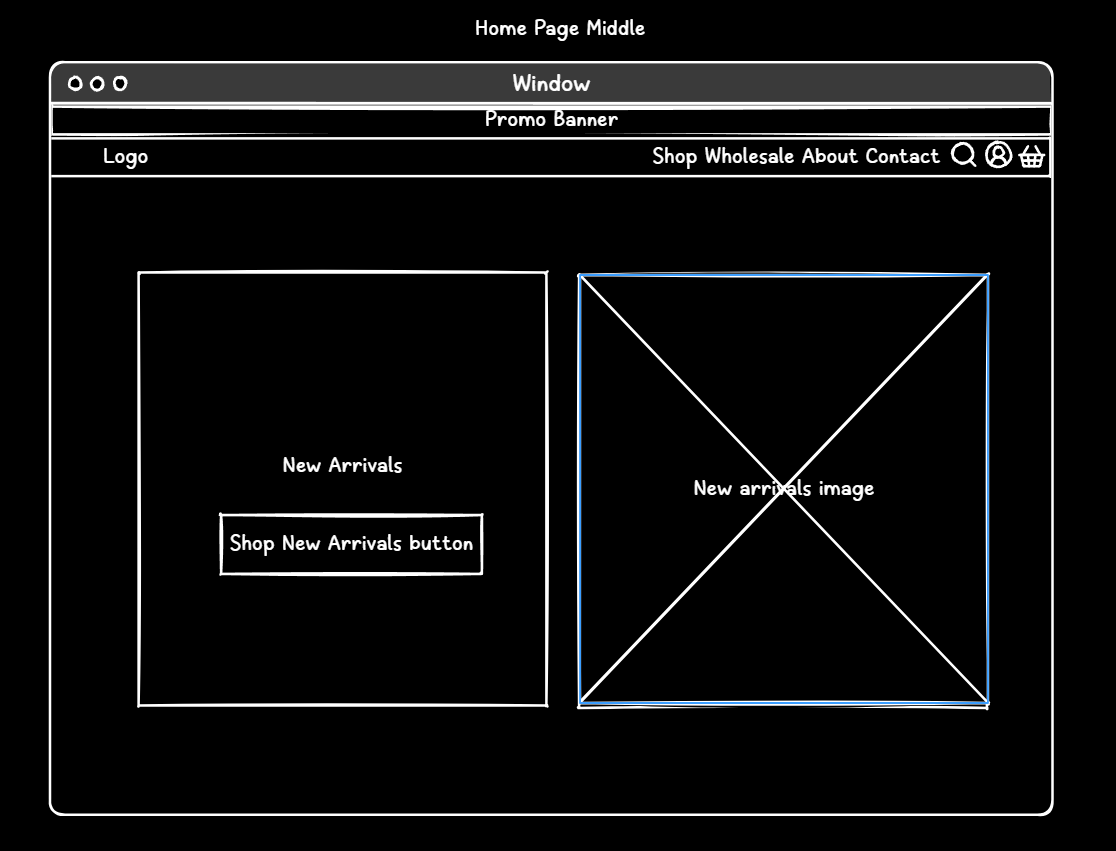 Home Page Middle
Window
Promo Banner
Logo
Shop Wholesale About Contact
New Arrivals
Shop New Arrivals button
New arrivals image